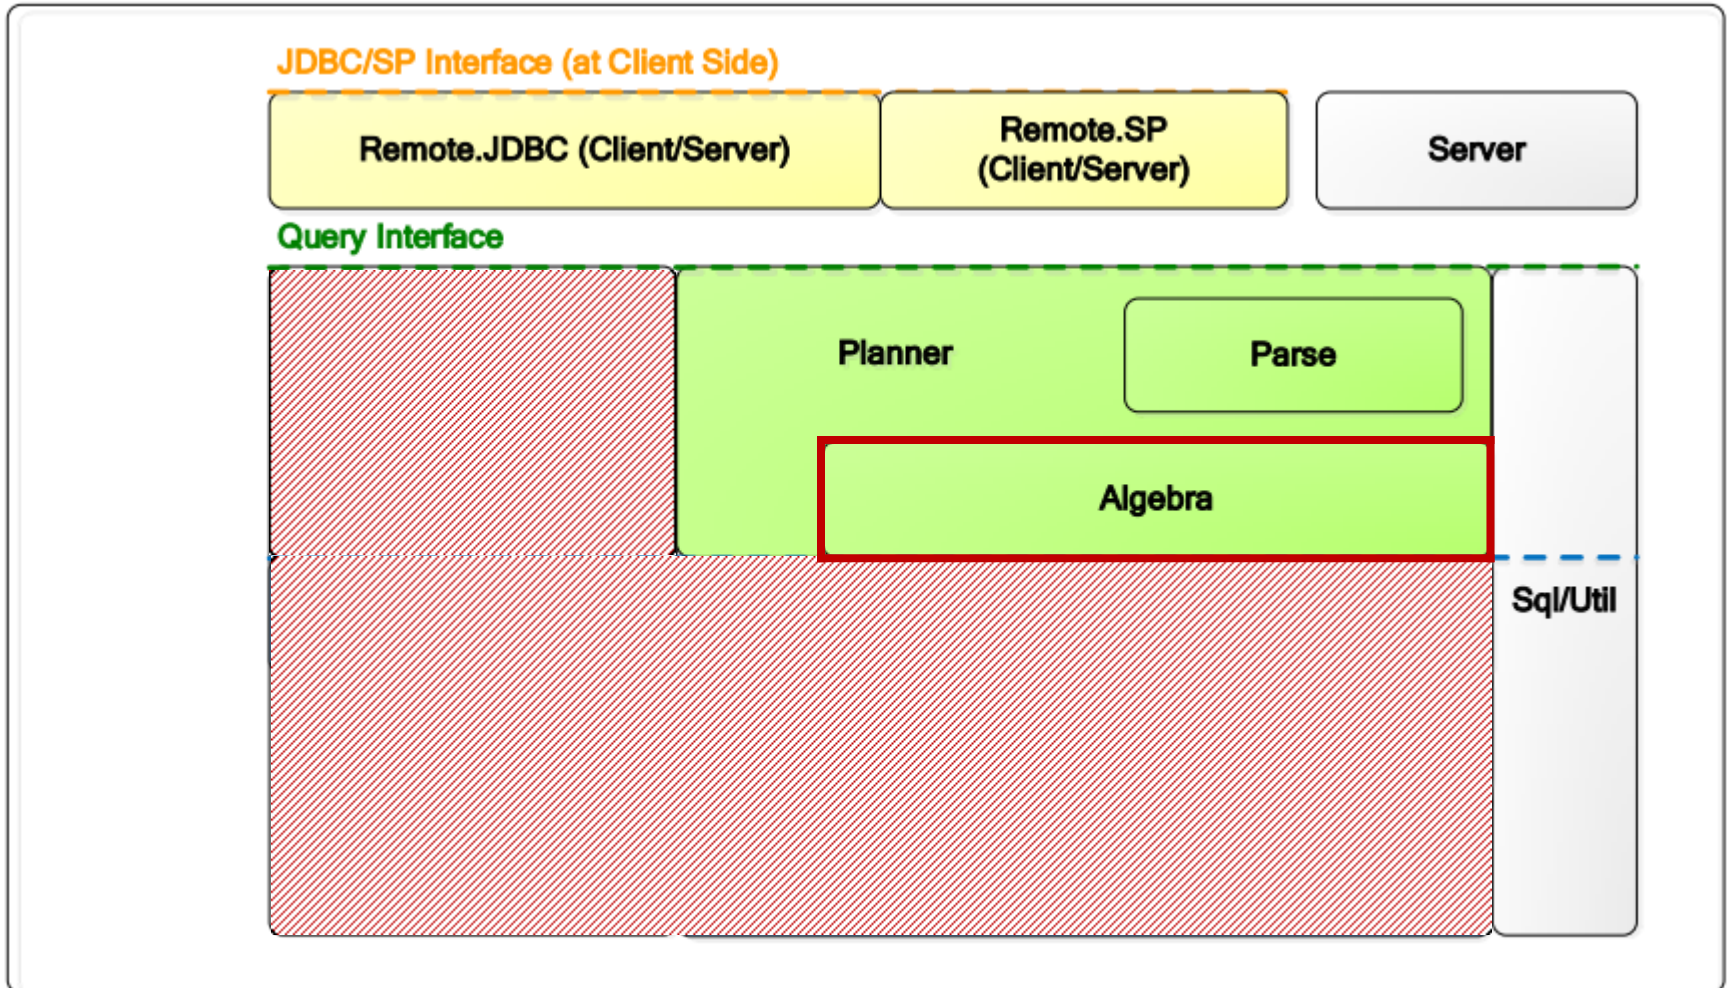 JDBC/SP Interface (at Client Side)
Remote.JDBC (Client/Server)
Remote.SP
(Client/Server)
Server
Query Interface
Planner
Parse
Algebra
Sql/Util